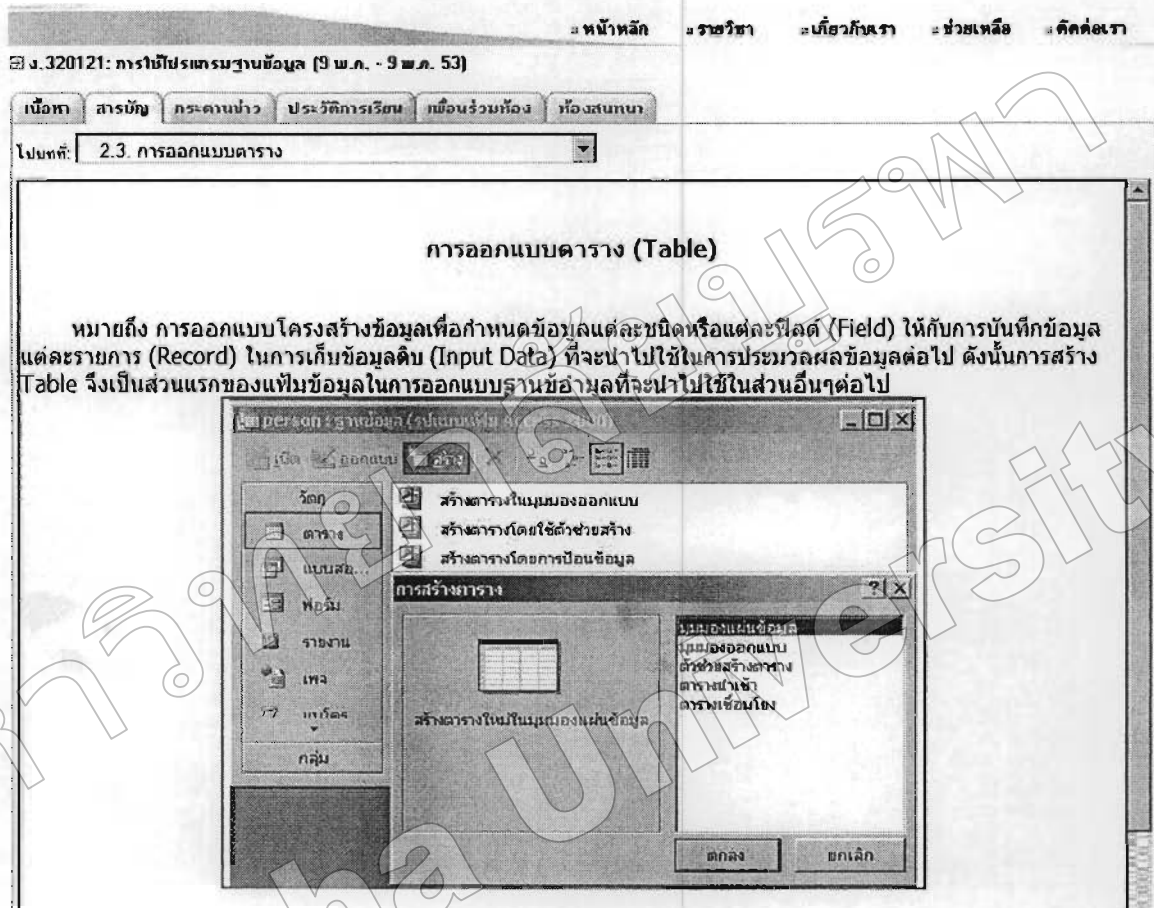 หน้าหลัก รายวิชา เกี่ยวกับเรา ช่วยเหลือ ติดต่อเรา
ง.320121: การใช้โปรแกรมฐานข้อมูล (9 พ.ค. - 9 พ.ค. 53)
เนื้อหา สารบัญ กระดานข่าว ประวัติการเรียน เพื่อนร่วมห้อง ห้องสนทนา
ไปบทที่: 2.3. การออกแบบตาราง
การออกแบบตาราง (Table)
หมายถึง การออกแบบโครงสร้างข้อมูลเพื่อกำหนดข้อมูลแต่ละชนิดหรือแต่ละฟิลด์ (Field) ให้กับการบันทึกข้อมูล
แต่ละรายการ (Record) ในการเก็บข้อมูลดิบ (Input Data) ที่จะนำไปใช้ในการประมวลผลข้อมูลต่อไป ดังนั้นการสร้าง
Table จึงเป็นส่วนแรกของแฟ้มข้อมูลในการออกแบบฐานข้อำมูลที่จะนำไปใช้ในส่วนอื่นๆต่อไป
person : ฐานข้อมูล (รูปแบบแฟ้ม Access 2000)
เปิด ออกแบบ สร้าง
วัตถุ
ตาราง
แบบสอ...
ฟอร์ม
รายงาน
เพจ
แมโคร
กลุ่ม
สร้างตารางในมุมมองออกแบบ
สร้างตารางโดยใช้ตัวช่วยสร้าง
สร้างตารางโดยการป้อนข้อมูล
การสร้างตาราง
สร้างตารางใหม่ในมุมมองแผ่นข้อมูล
มุมมองแผ่นข้อมูล
มุมมองออกแบบ
ตัวช่วยสร้างตาราง
ตารางนำเข้า
ตารางเชื่อมโยง
ตกลง ยกเลิก
University